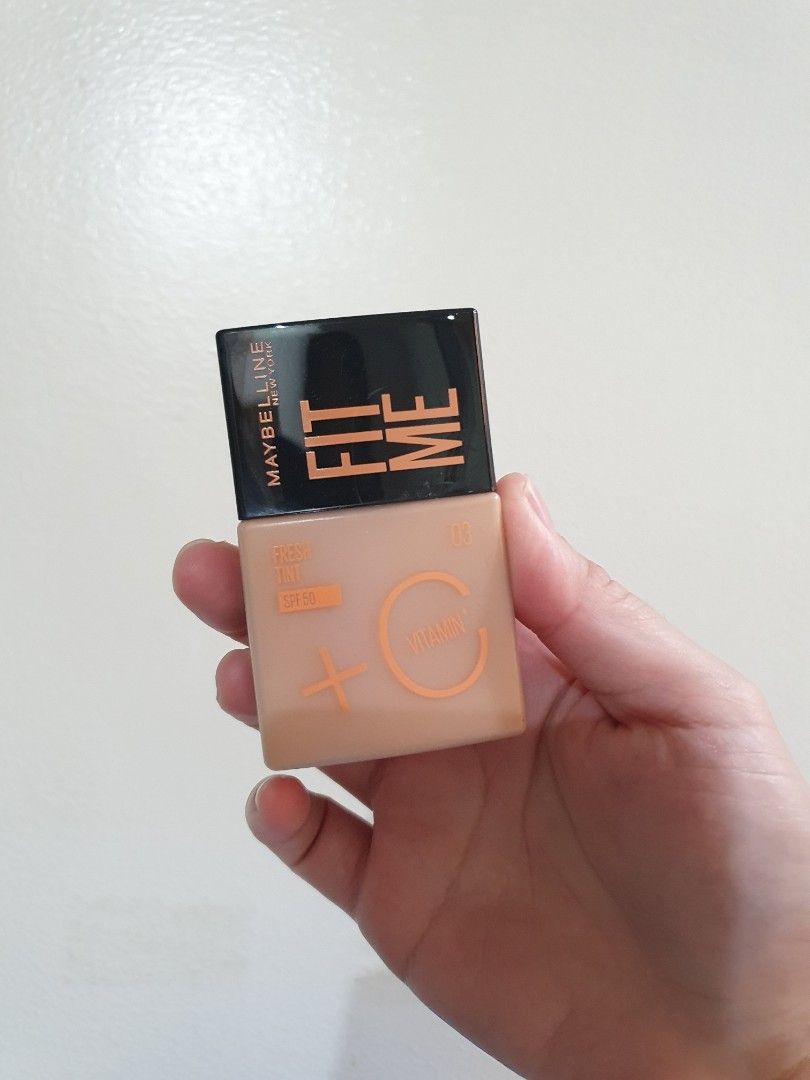 MAYBELLINE
NEW YORK
FIT
ME
FRESH
TINT
SPF 50
03
VITAMIN
C
+